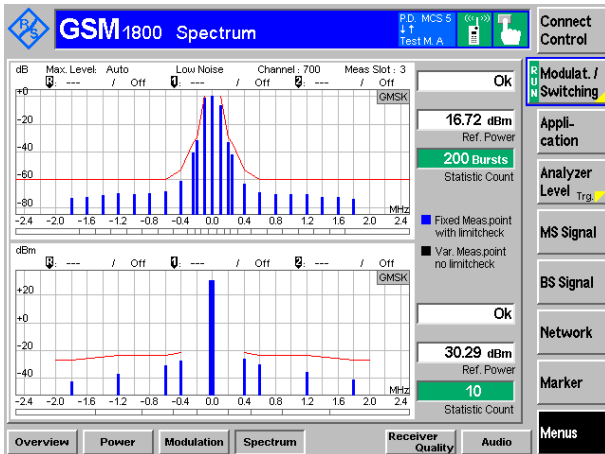 R/S
GSM1800 Spectrum
P.D. MCS 5
Test M. A
Connect
Control
dB Max. Level: Auto Low Noise Channel : 700 Meas Slot : 3
R: --- / Off 1: --- / Off 2: --- / Off
GMSK
+0
-20
-40
-60
-80
MHz
-2.4 -2.0 -1.6 -1.2 -0.8 -0.4 0.0 0.4 0.8 1.2 1.6 2.0 2.4
Ok
16.72 dBm
Ref. Power
200 Bursts
Statistic Count
Fixed Meas.point
with limitcheck
Var. Meas.point
no limitcheck
dBm
R: --- / Off 1: --- / Off 2: --- / Off
GMSK
+20
+0
-20
-40
MHz
-2.4 -2.0 -1.6 -1.2 -0.8 -0.4 0.0 0.4 0.8 1.2 1.6 2.0 2.4
Ok
30.29 dBm
Ref. Power
10
Statistic Count
RUN
Modulat. /
Switching
Appli-
cation
Analyzer
Level Trg.
MS Signal
BS Signal
Network
Marker
Menus
Overview Power Modulation Spectrum Receiver Quality Audio